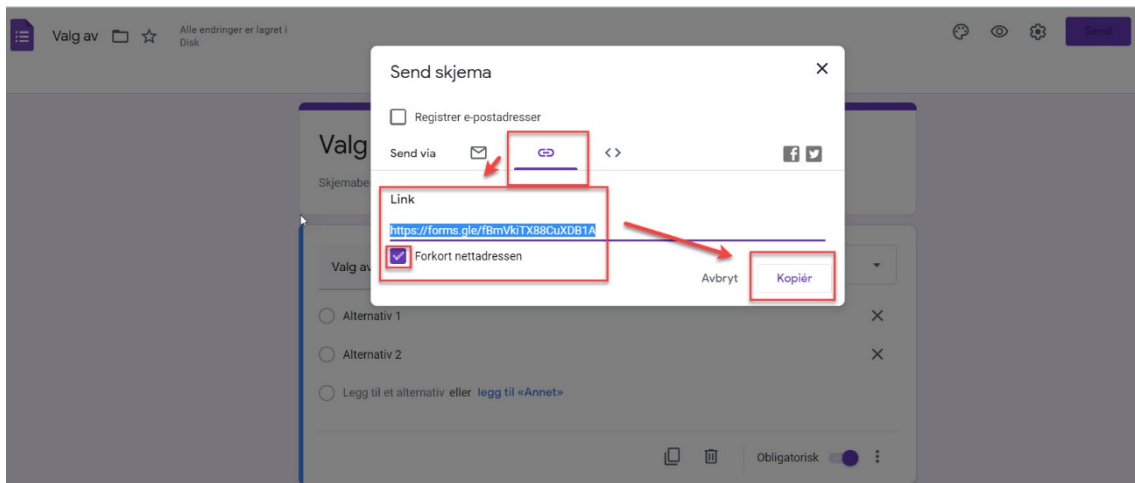 Valg av
Alle endringer er lagret i
Disk
Send
Send skjema
Registrer e-postadresser
Valg
Send via
Skjemabe
Link
https://forms.gle/fBmVkiTX88CuXDB1A
Forkort nettadressen
Valg av
Avbryt
Kopiér
Alternativ 1
Alternativ 2
Legg til et alternativ eller legg til «Annet»
Obligatorisk